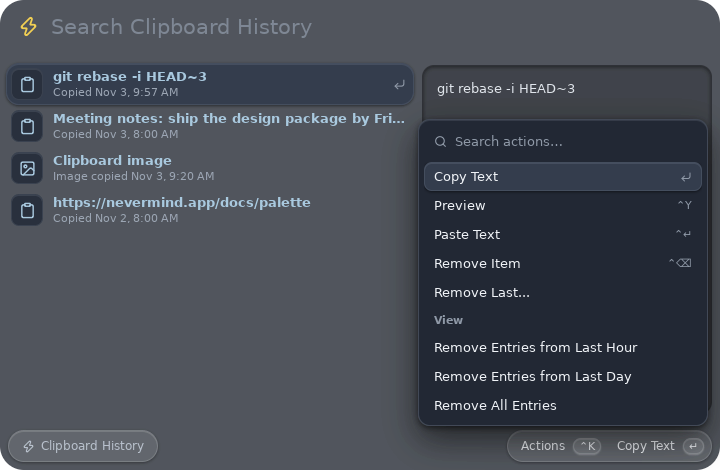 Search Clipboard History
git rebase -i HEAD~3
Copied Nov 3, 9:57 AM
Meeting notes: ship the design package by Fri...
Copied Nov 3, 8:00 AM
Clipboard image
Image copied Nov 3, 9:20 AM
https://nevermind.app/docs/palette
Copied Nov 2, 8:00 AM
git rebase -i HEAD~3
Search actions...
Copy Text ↵
Preview ^Y
Paste Text ^↵
Remove Item ^⌫
Remove Last...
View
Remove Entries from Last Hour
Remove Entries from Last Day
Remove All Entries
Clipboard History
Actions ^K Copy Text ↵